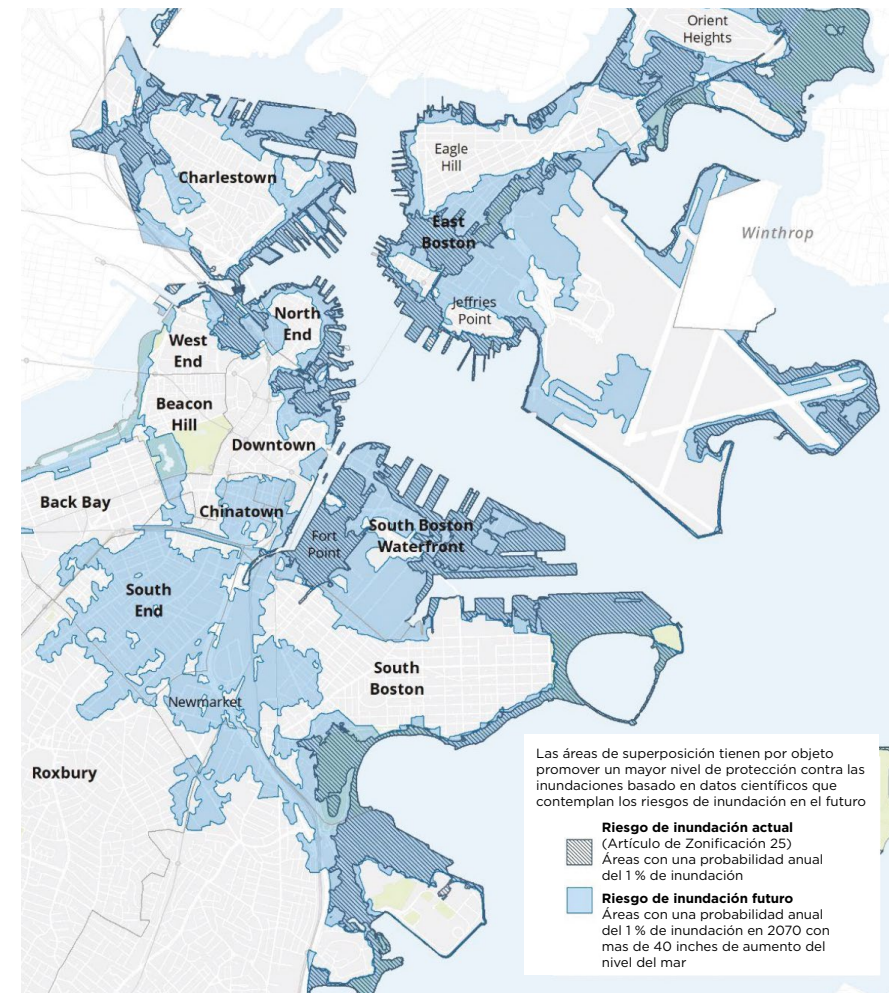 Orient
Heights
Eagle
Hill
Charlestown
East
Boston
Winthrop
Jeffries
Point
North
End
West
End
Beacon
Hill
Downtown
Back Bay
Chinatown
Fort
Point
South Boston
Waterfront
South
End
South
Boston
Newmarket
Roxbury
Las áreas de superposición tienen por objeto
promover un mayor nivel de protección contra las
inundaciones basado en datos científicos que
contemplan los riesgos de inundación en el futuro
Riesgo de inundación actual
(Artículo de Zonificación 25)
Áreas con una probabilidad anual
del 1 % de inundación
Riesgo de inundación futuro
Áreas con una probabilidad anual
del 1 % de inundación en 2070 con
mas de 40 inches de aumento del
nivel del mar